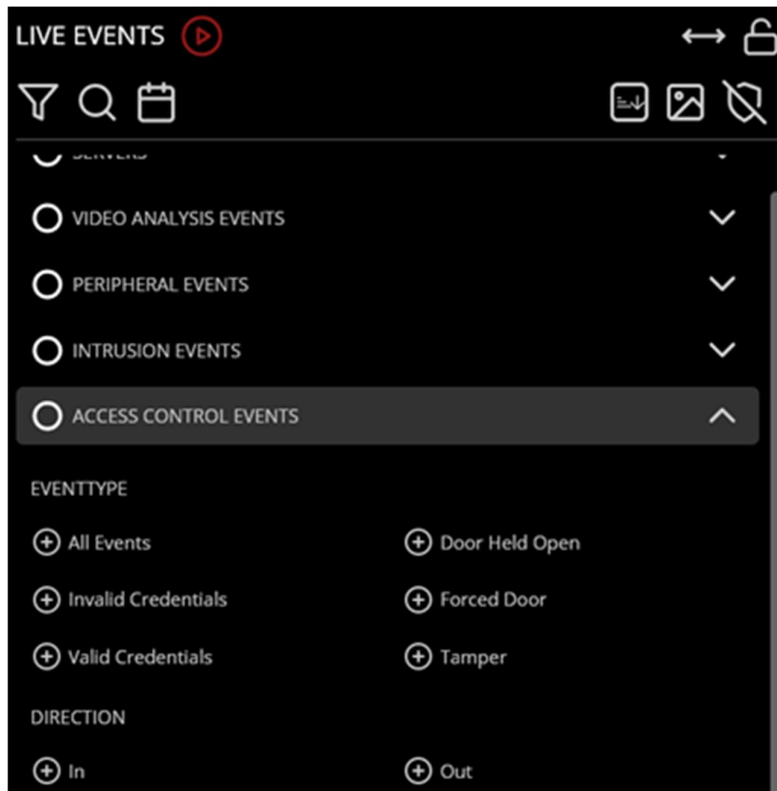 LIVE EVENTS
SERVERS
VIDEO ANALYSIS EVENTS
PERIPHERAL EVENTS
INTRUSION EVENTS
ACCESS CONTROL EVENTS
EVENTTYPE
All Events Door Held Open
Invalid Credentials Forced Door
Valid Credentials Tamper
DIRECTION
In Out